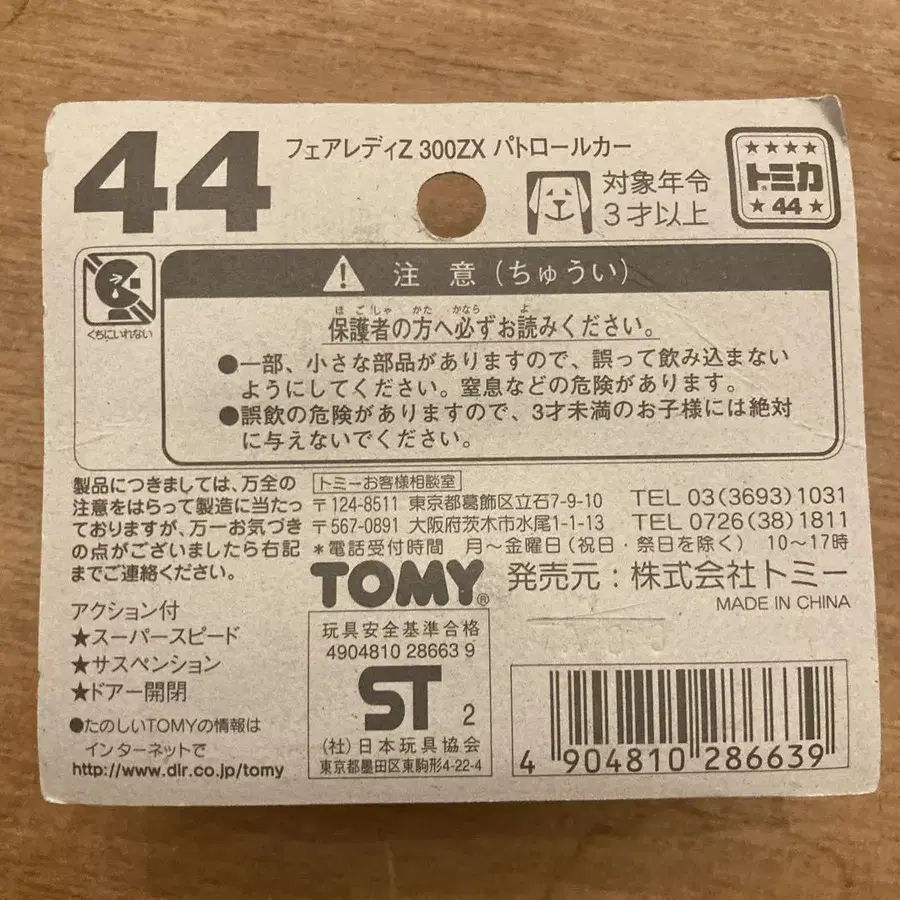 44
フェアレディZ 300ZX パトロールカー
対象年令
3才以上
★★★★
トミカ
★44★
くちにいれない
注 意 (ちゅうい)
ほごしゃ かた かなら よ
保護者の方へ必ずお読みください。
●一部、小さな部品がありますので、誤って飲み込まない
ようにしてください。窒息などの危険があります。
●誤飲の危険がありますので、3才未満のお子様には絶対
に与えないでください。
製品につきましては、万全の
注意をはらって製造に当たっ
ておりますが、万一お気づき
の点がございましたら右記
までご連絡ください。
トミーお客様相談室
〒124-8511 東京都葛飾区立石7-9-10 TEL 03(3693)1031
〒567-0891 大阪府茨木市水尾1-1-13 TEL 0726(38)1811
*電話受付時間 月~金曜日(祝日・祭日を除く) 10~17時
TOMY® 発売元:株式会社トミー
MADE IN CHINA
アクション付
★スーパースピード
★サスペンション
★ドアー開閉
●たのしいTOMYの情報は
インターネットで
http://www.dlr.co.jp/tomy
玩具安全基準合格
4904810 28663 9
ST 2
(社)日本玩具協会
東京都墨田区東駒形4-22-4
4 904810 286639